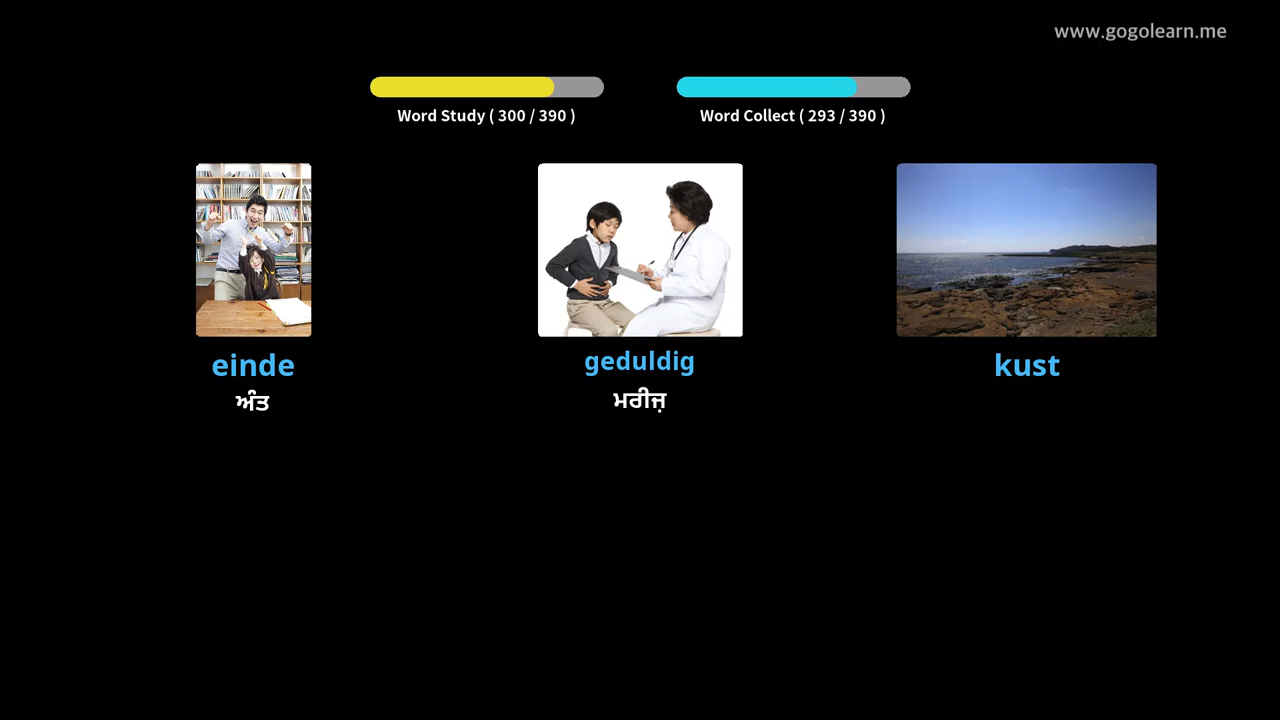 www.gogolearn.me
Word Study ( 300 / 390 )
Word Collect ( 293 / 390 )
einde
geduldig
kust
ਅੰਤ
ਮਰੀਜ਼